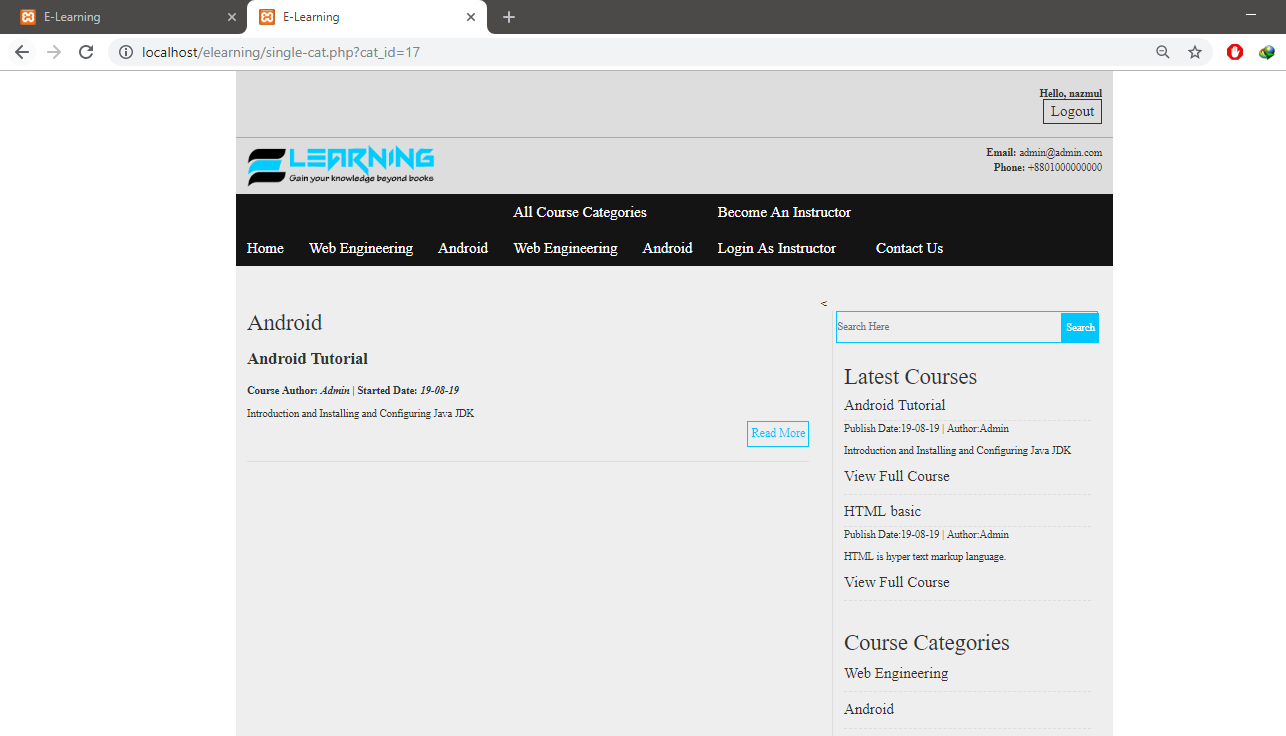 E-Learning
E-Learning
localhost/elearning/single-cat.php?cat_id=17
Hello, nazmul
Logout
LEARNING
Gain your knowledge beyond books
Email: admin@admin.com
Phone: +8801000000000
All Course Categories Become An Instructor
Home Web Engineering Android Web Engineering Android Login As Instructor Contact Us
<
Android
Android Tutorial
Course Author: Admin | Started Date: 19-08-19
Introduction and Installing and Configuring Java JDK
Read More
Search Here Search
Latest Courses
Android Tutorial
Publish Date:19-08-19 | Author:Admin
Introduction and Installing and Configuring Java JDK
View Full Course
HTML basic
Publish Date:19-08-19 | Author:Admin
HTML is hyper text markup language.
View Full Course
Course Categories
Web Engineering
Android